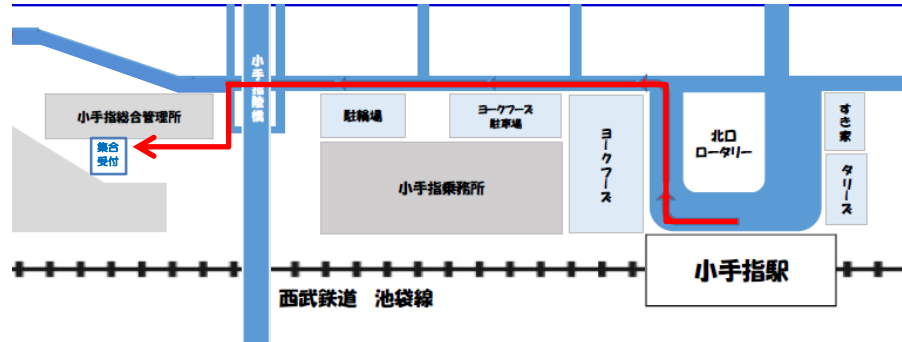 小手指陸橋
小手指総合管理所
集合
受付
駐輪場
ヨークフーズ
駐車場
小手指乗務所
ヨークフーズ
北口
ロータリー
すき家
タリーズ
小手指駅
西武鉄道 池袋線